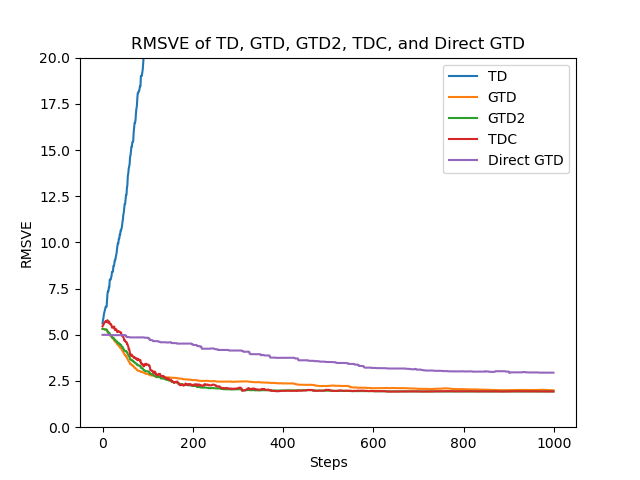 RMSVE of TD, GTD, GTD2, TDC, and Direct GTD
20.0
17.5
15.0
12.5
10.0
7.5
5.0
2.5
0.0
RMSVE
TD
GTD
GTD2
TDC
Direct GTD
0 200 400 600 800 1000
Steps